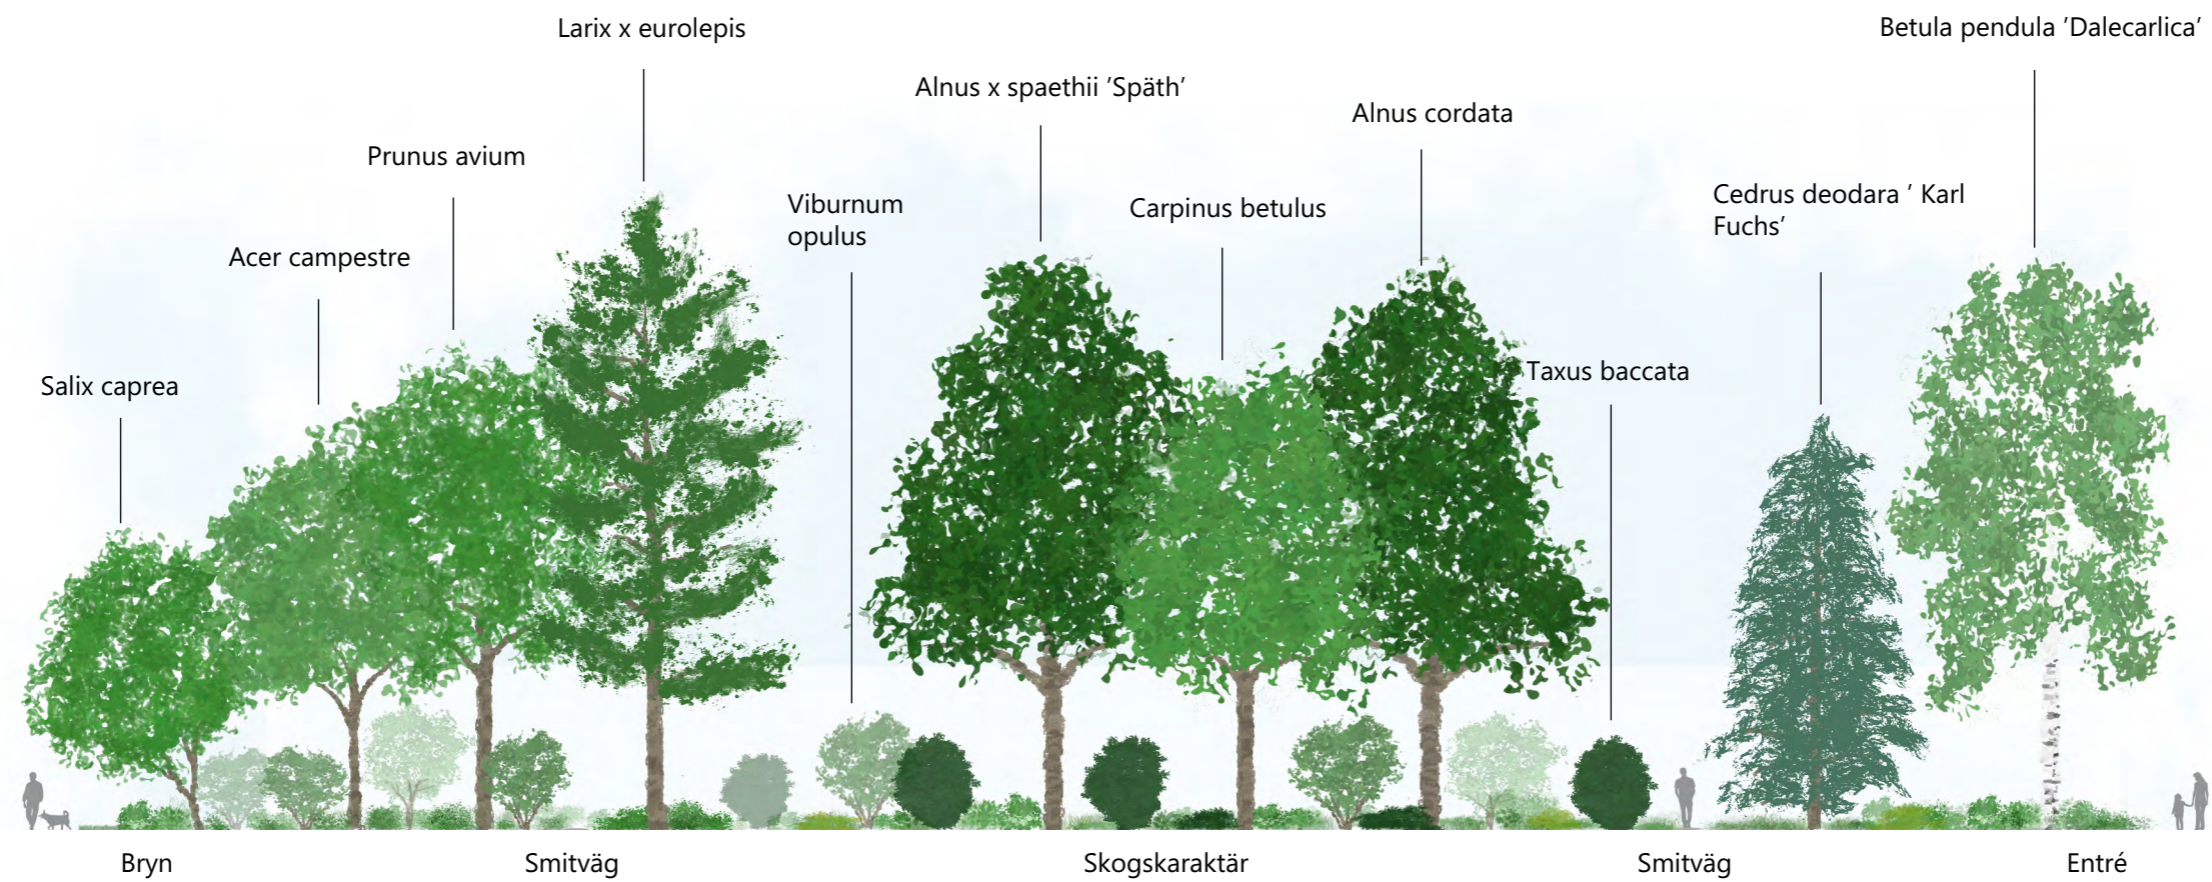 Larix x eurolepis
Betula pendula ’Dalecarlica’
Alnus x spaethii ’Späth’
Alnus cordata
Prunus avium
Viburnum
opulus
Carpinus betulus
Cedrus deodara ’ Karl
Fuchs’
Acer campestre
Salix caprea
Taxus baccata
Bryn
Smitväg
Skogskaraktär
Smitväg
Entré